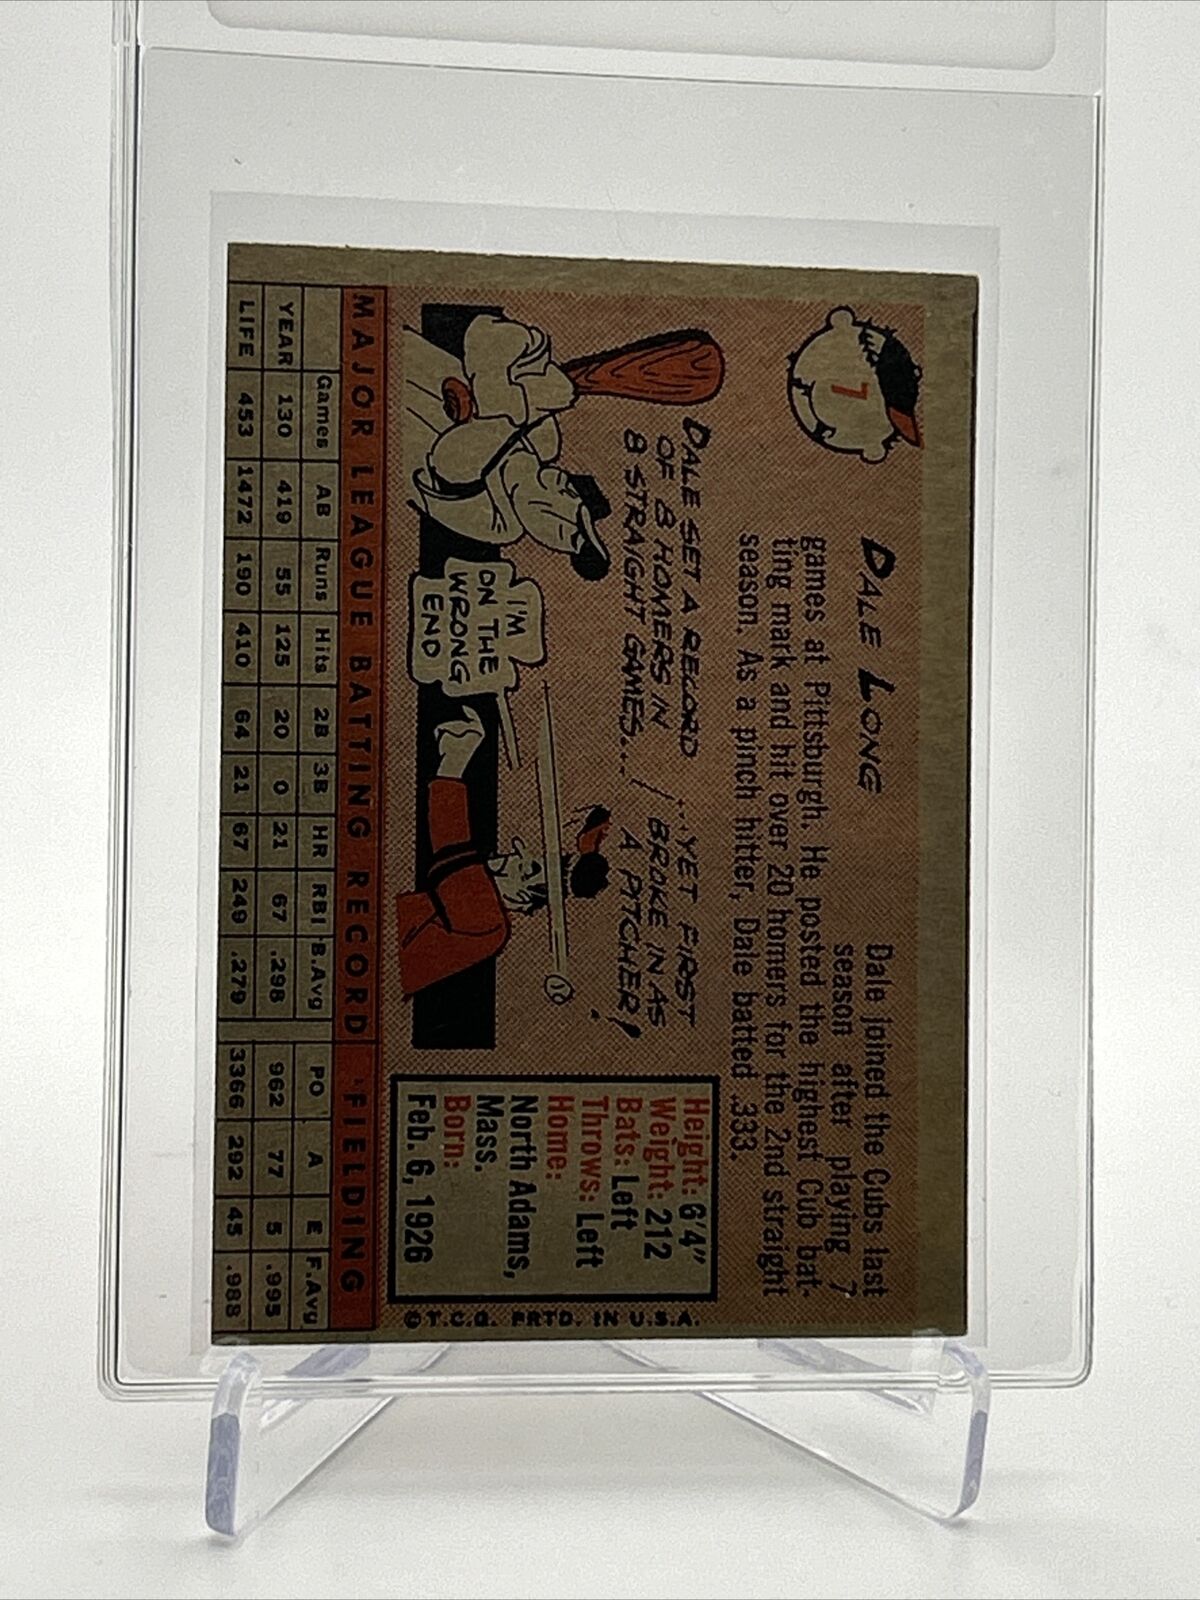 7
DALE LONG
Dale joined the Cubs last
season after playing 7
games at Pittsburgh. He posted the highest Cub bat-
ting mark and hit over 20 homers for the 2nd straight
season. As a pinch hitter, Dale batted .333.
DALE SET A RECORD
OF 8 HOMERS IN
8 STRAIGHT GAMES...
...YET FIRST
BROKE IN AS
A PITCHER!
I'M
ON THE
WRONG
END
Height: 6'4"
Weight: 212
Bats: Left
Throws: Left
Home:
North Adams,
Mass.
Born:
Feb. 6, 1926
©T.C.G. PRTD. IN U.S.A.
MAJOR LEAGUE BATTING RECORD FIELDING
Games AB Runs Hits 2B 3B HR RBI B.Avg PO A E F.Avg
YEAR 130 419 55 125 20 0 21 67 .298 962 77 5 .995
LIFE 453 1472 190 410 64 21 67 249 .279 3366 292 45 .988